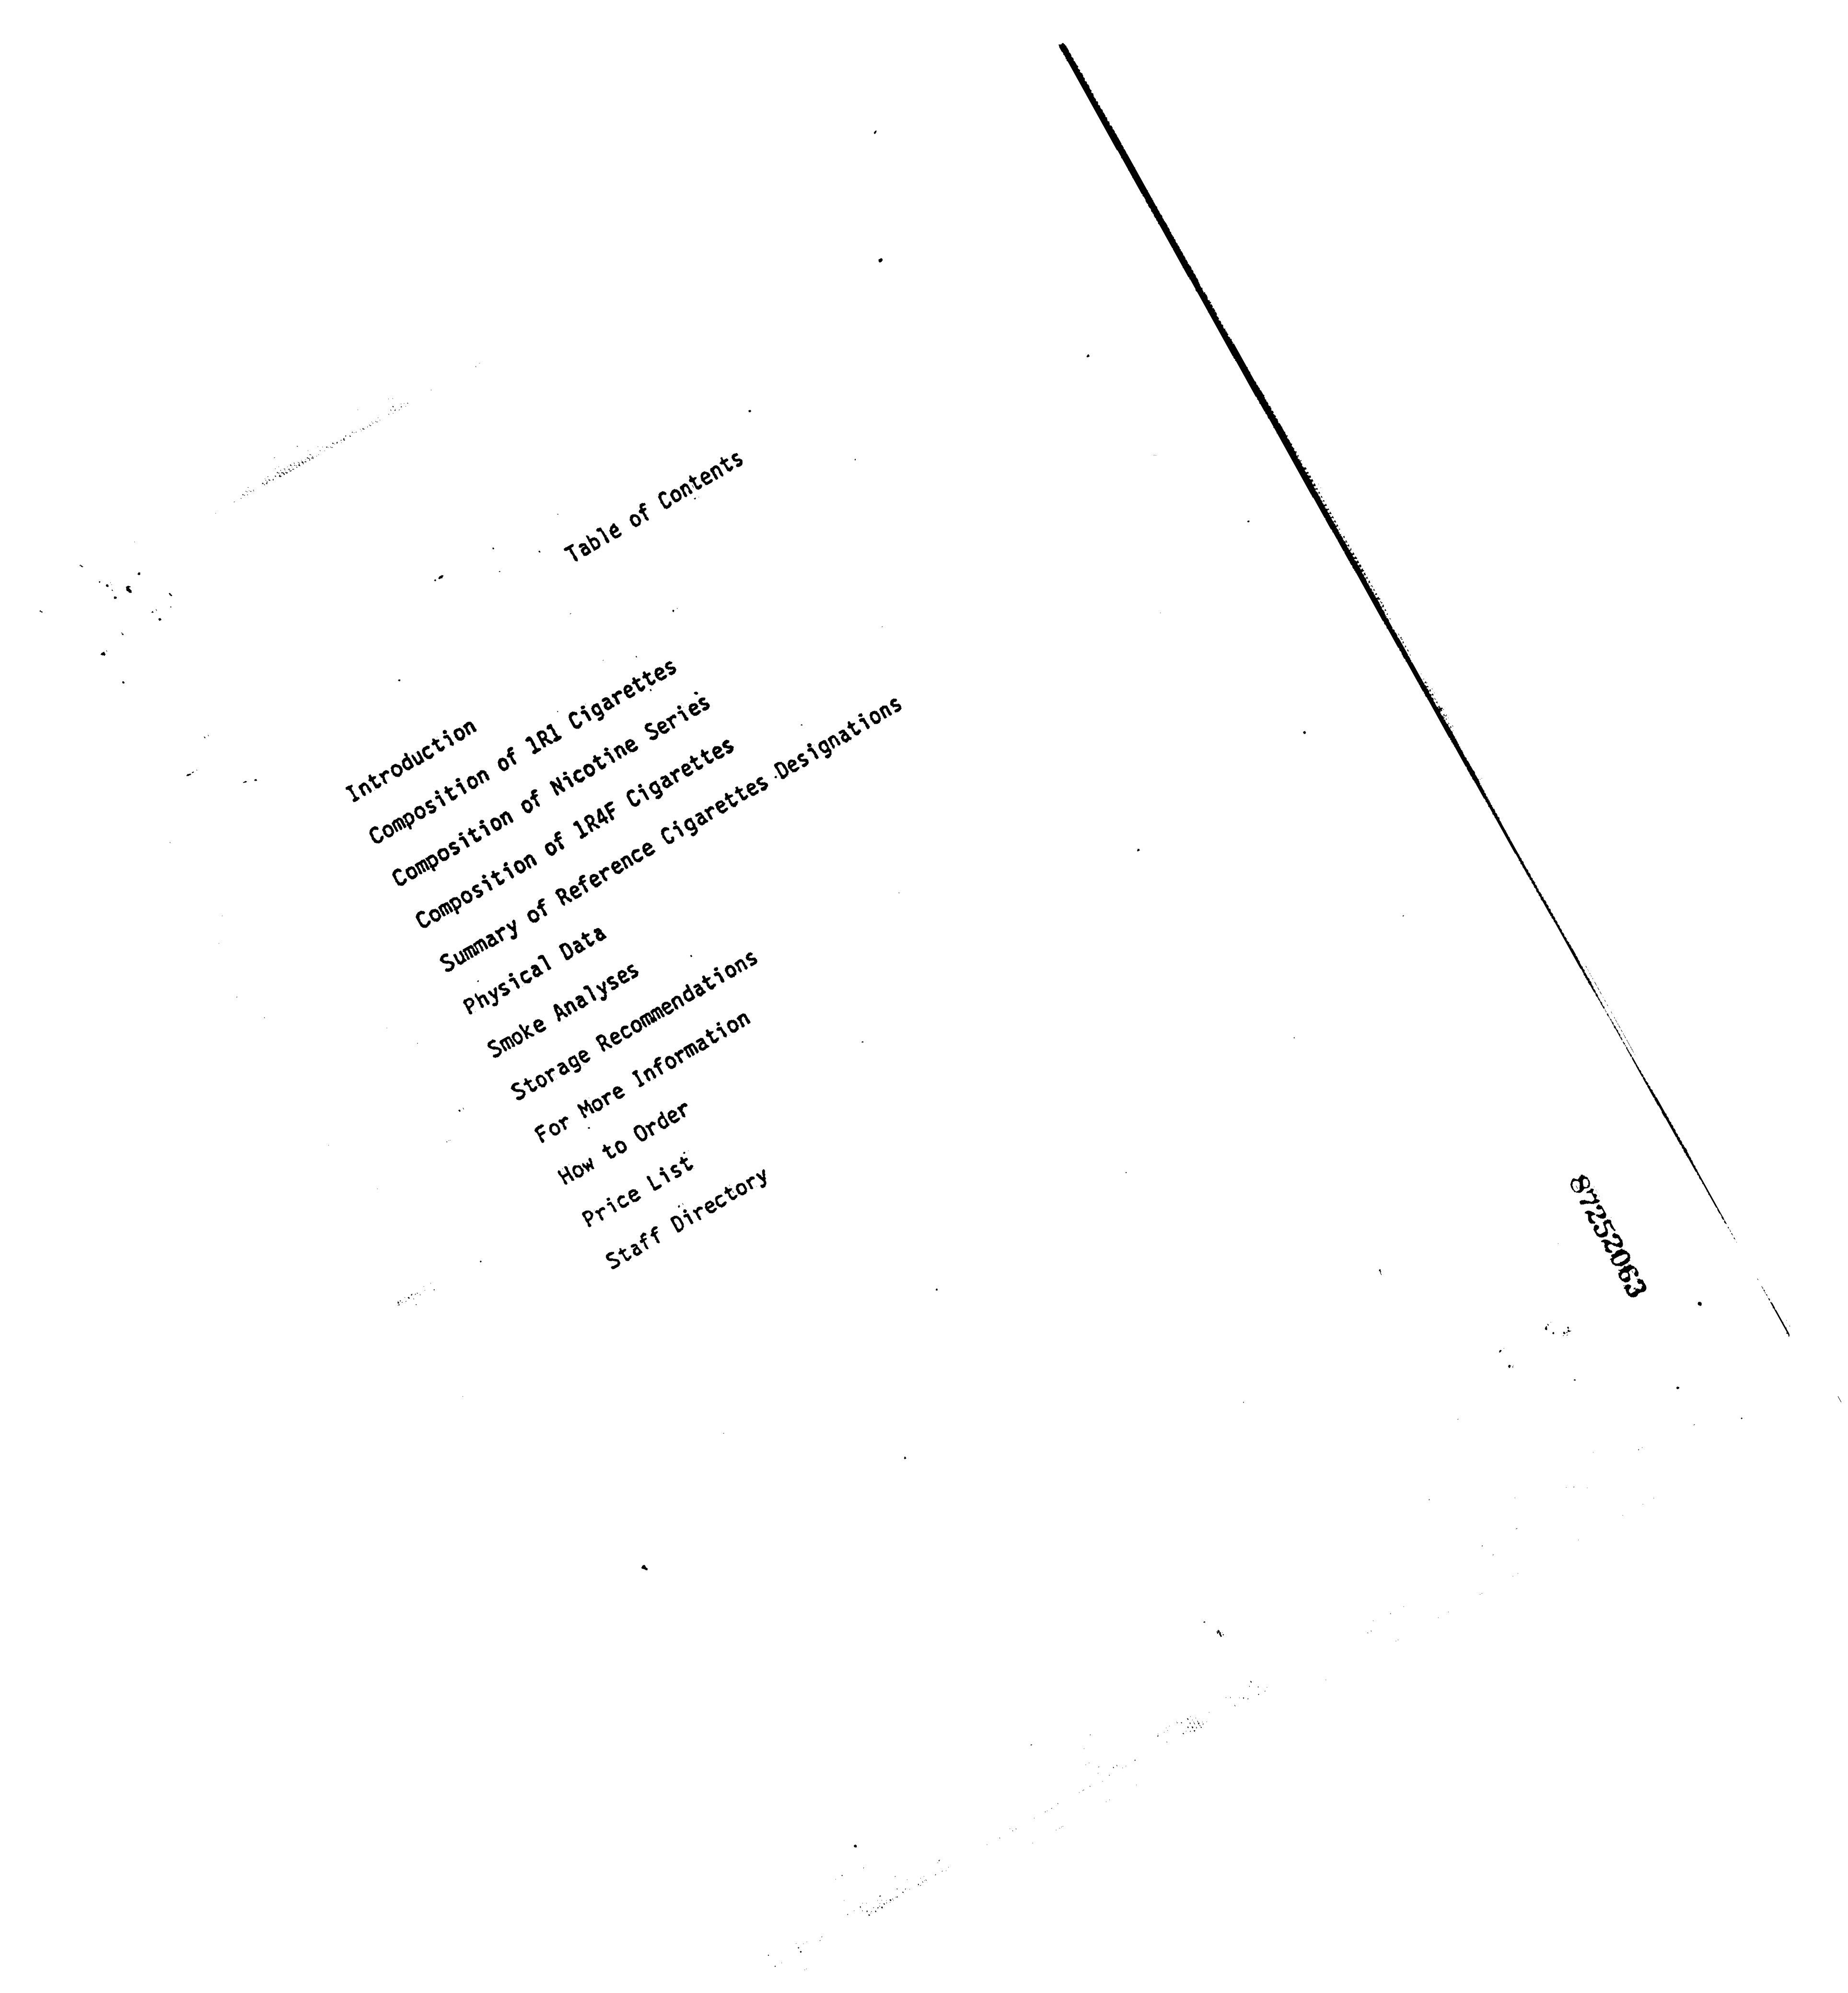 Table of Contents
Introduction
Composition of 1R1 Cigarettes
Composition of Nicotine Series
Composition of 1R4F Cigarettes
Summary of Reference Cigarettes Designations
Physical Data
Smoke Analyses
Storage Recommendations
For More Information
How to Order
Price List
Staff Directory
87252063